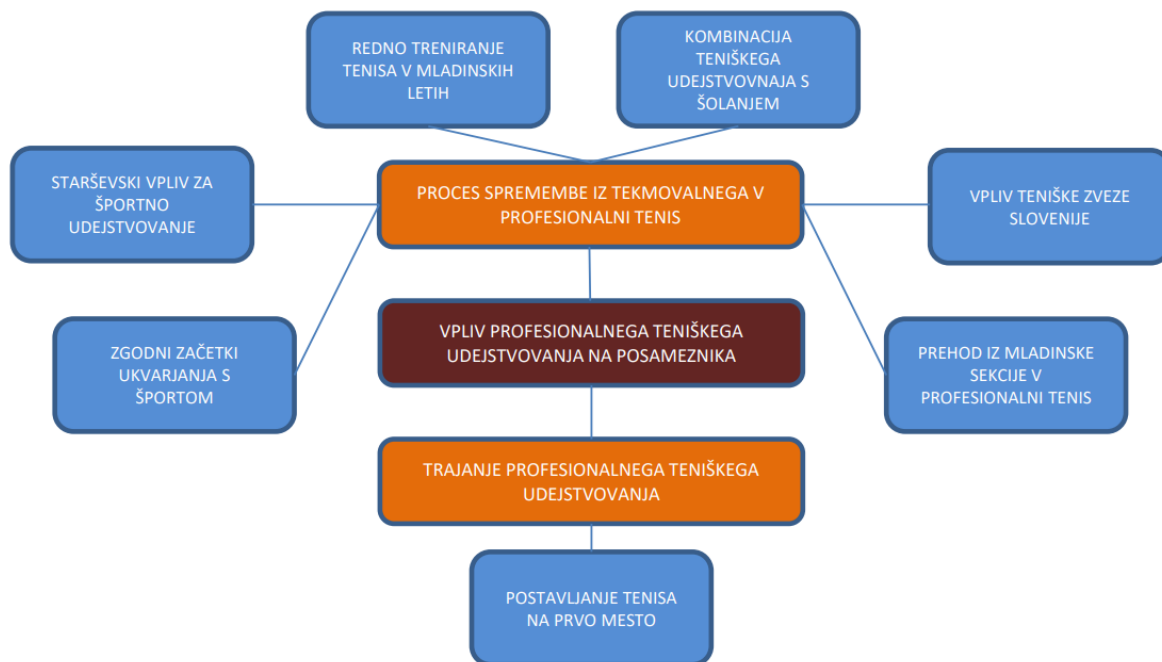 REDNO TRENIRANJE
TENISA V MLADINSKIH
LETIH
KOMBINACIJA
TENIŠKEGA
UDEJSTVOVNAJA S
ŠOLANJEM
STARŠEVSKI VPLIV ZA
ŠPORTNO
UDEJSTVOVANJE
PROCES SPREMEMBE IZ TEKMOVALNEGA V
PROFESIONALNI TENIS
VPLIV TENIŠKE ZVEZE
SLOVENIJE
ZGODNI ZAČETKI
UKVARJANJA S
ŠPORTOM
VPLIV PROFESIONALNEGA TENIŠKEGA
UDEJSTVOVANJA NA POSAMEZNIKA
PREHOD IZ MLADINSKE
SEKCIJE V
PROFESIONALNI TENIS
TRAJANJE PROFESIONALNEGA TENIŠKEGA
UDEJSTVOVANJA
POSTAVLJANJE TENISA
NA PRVO MESTO